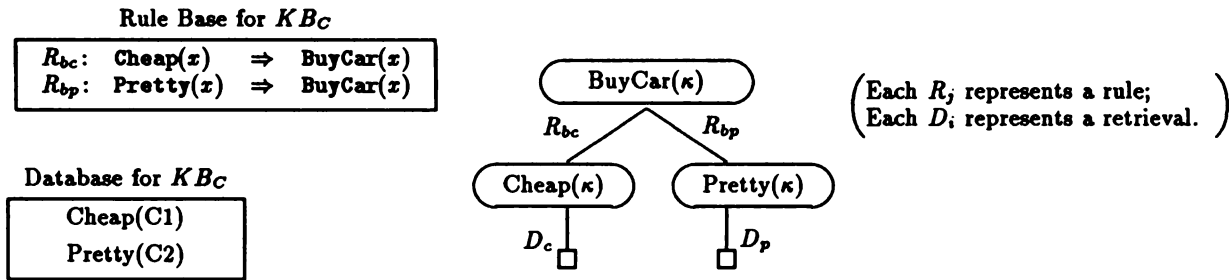 Rule Base for KB_C
R_bc: Cheap(x) ⇒ BuyCar(x)
R_bp: Pretty(x) ⇒ BuyCar(x)
Database for KB_C
Cheap(C1)
Pretty(C2)
BuyCar(κ)
R_bc R_bp
Cheap(κ) Pretty(κ)
D_c D_p
(Each R_j represents a rule;
Each D_i represents a retrieval.)